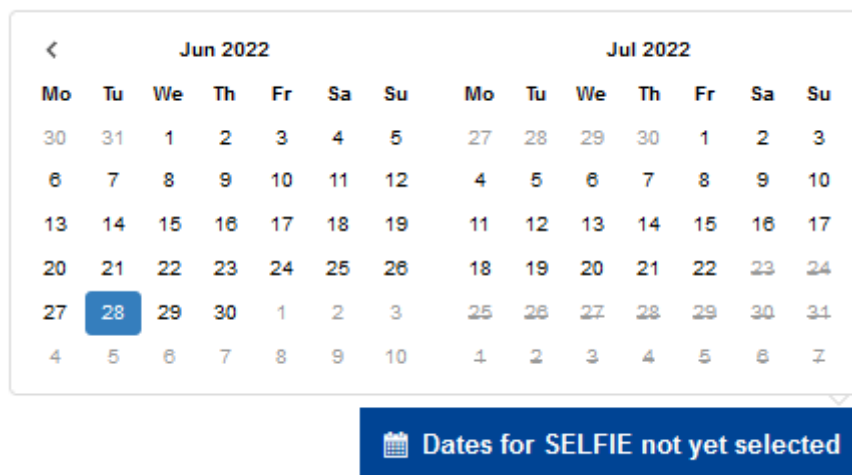 Jun 2022 Jul 2022
Mo Tu We Th Fr Sa Su Mo Tu We Th Fr Sa Su
30 31 1 2 3 4 5 27 28 29 30 1 2 3
6 7 8 9 10 11 12 4 5 6 7 8 9 10
13 14 15 16 17 18 19 11 12 13 14 15 16 17
20 21 22 23 24 25 26 18 19 20 21 22 23 24
27 28 29 30 1 2 3 25 26 27 28 29 30 31
4 5 6 7 8 9 10 1 2 3 4 5 6 7
Dates for SELFIE not yet selected